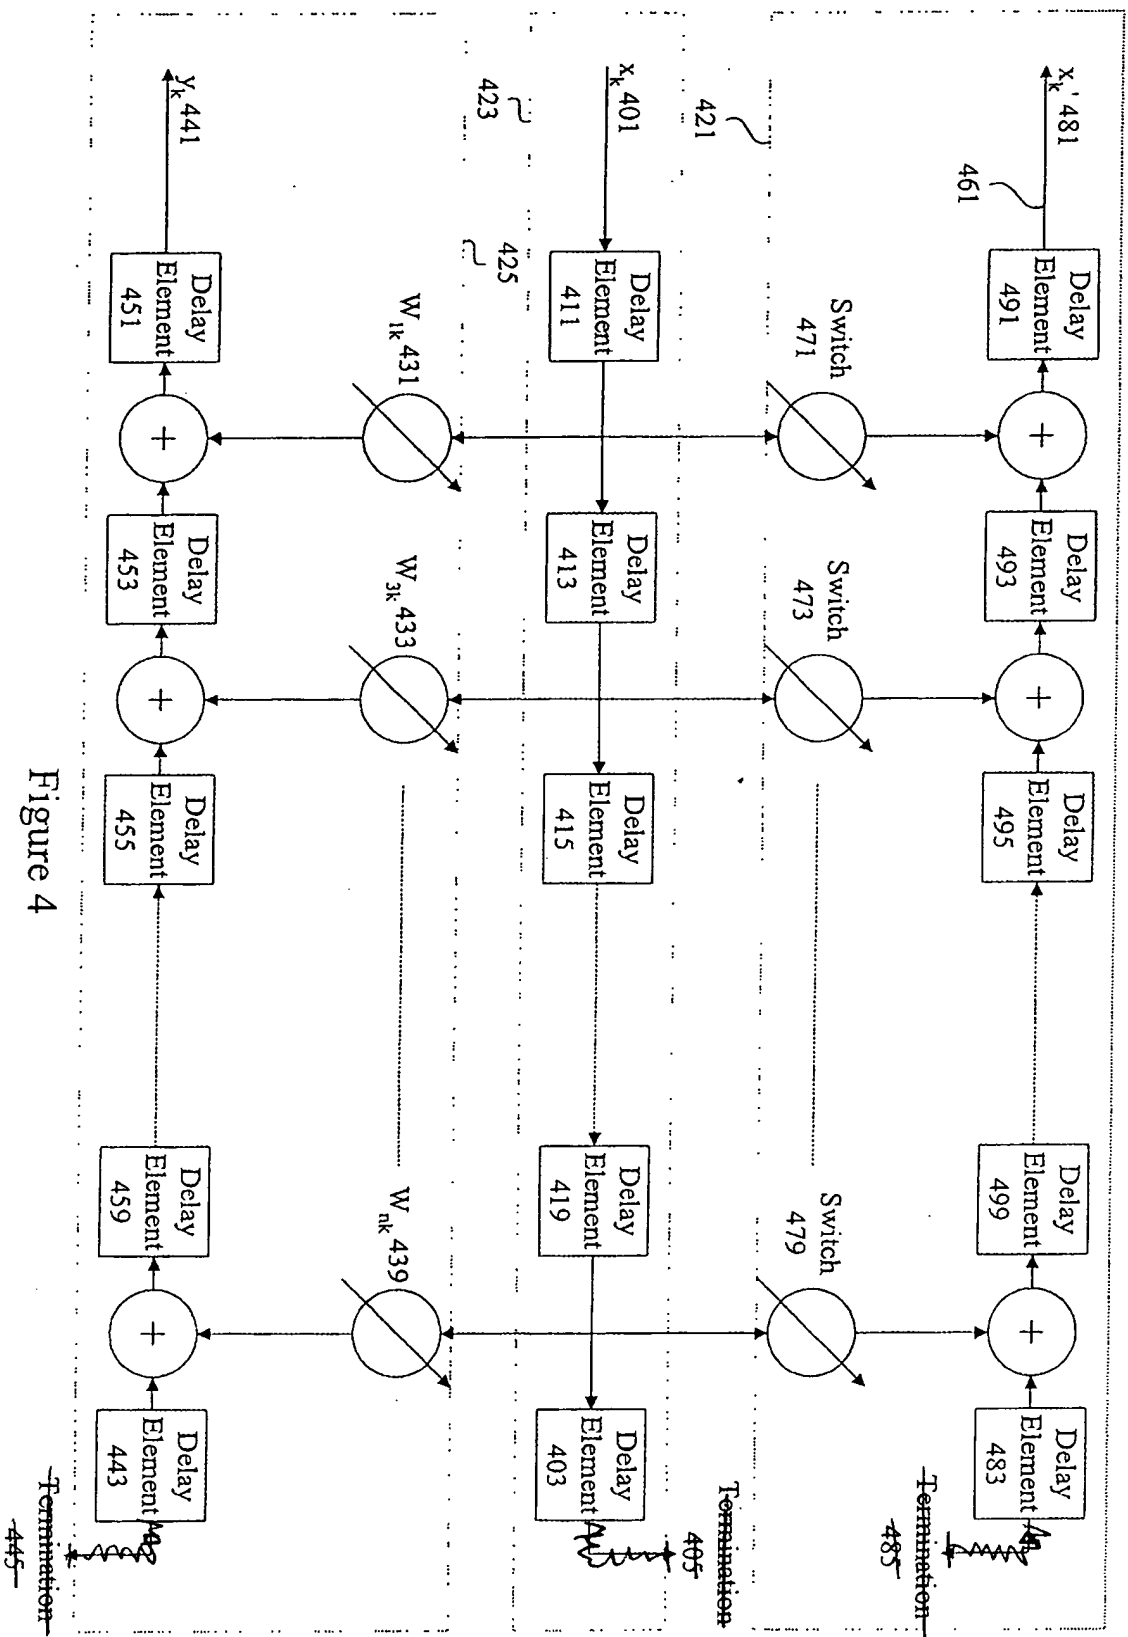 x_k' 481
461
Delay
Element
491
Delay
Element
493
Delay
Element
495
Delay
Element
499
Delay
Element
483
Termination
485
421
Switch
471
Switch
473
Switch
479
x_k 401
423
425
Delay
Element
411
Delay
Element
413
Delay
Element
415
Delay
Element
419
Delay
Element
403
Termination
405
W_1k 431
W_3k 433
W_nk 439
y_k 441
Delay
Element
451
Delay
Element
453
Delay
Element
455
Delay
Element
459
Delay
Element
443
Termination
445
+
+
+
+
+
+
Figure 4